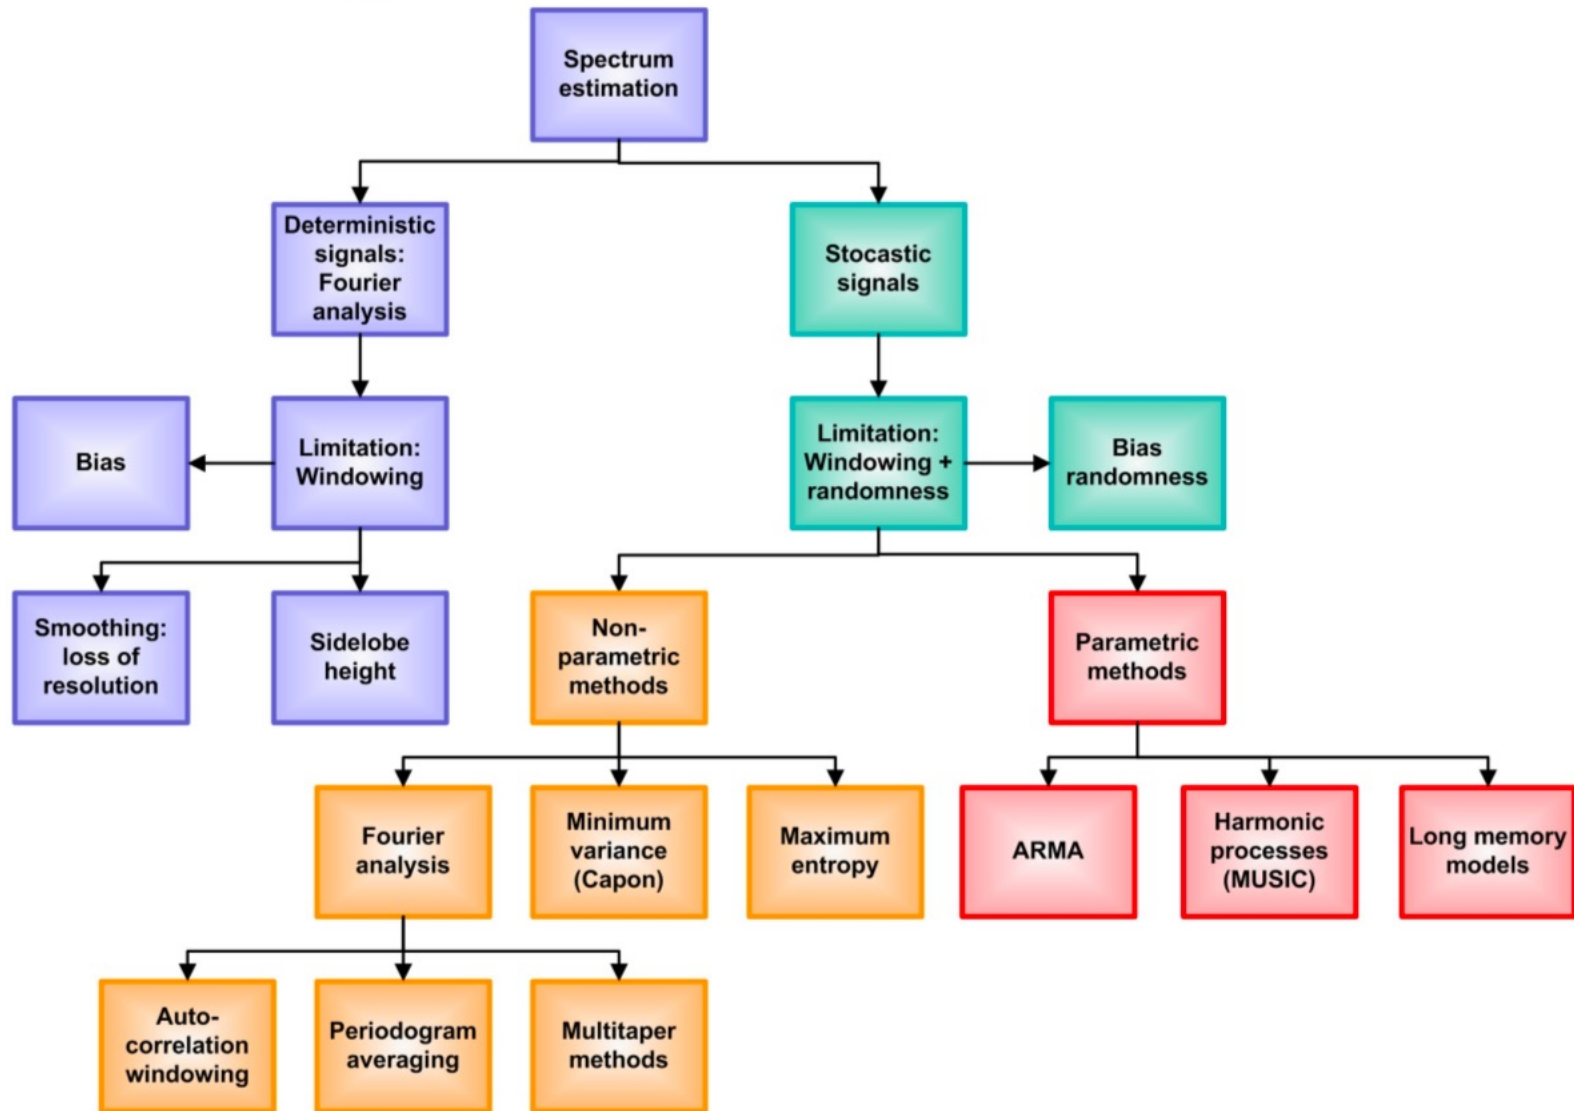 Spectrum
estimation
Deterministic
signals:
Fourier
analysis
Stocastic
signals
Bias
Limitation:
Windowing
Limitation:
Windowing +
randomness
Bias
randomness
Smoothing:
loss of
resolution
Sidelobe
height
Non-
parametric
methods
Parametric
methods
Fourier
analysis
Minimum
variance
(Capon)
Maximum
entropy
ARMA
Harmonic
processes
(MUSIC)
Long memory
models
Auto-
correlation
windowing
Periodogram
averaging
Multitaper
methods